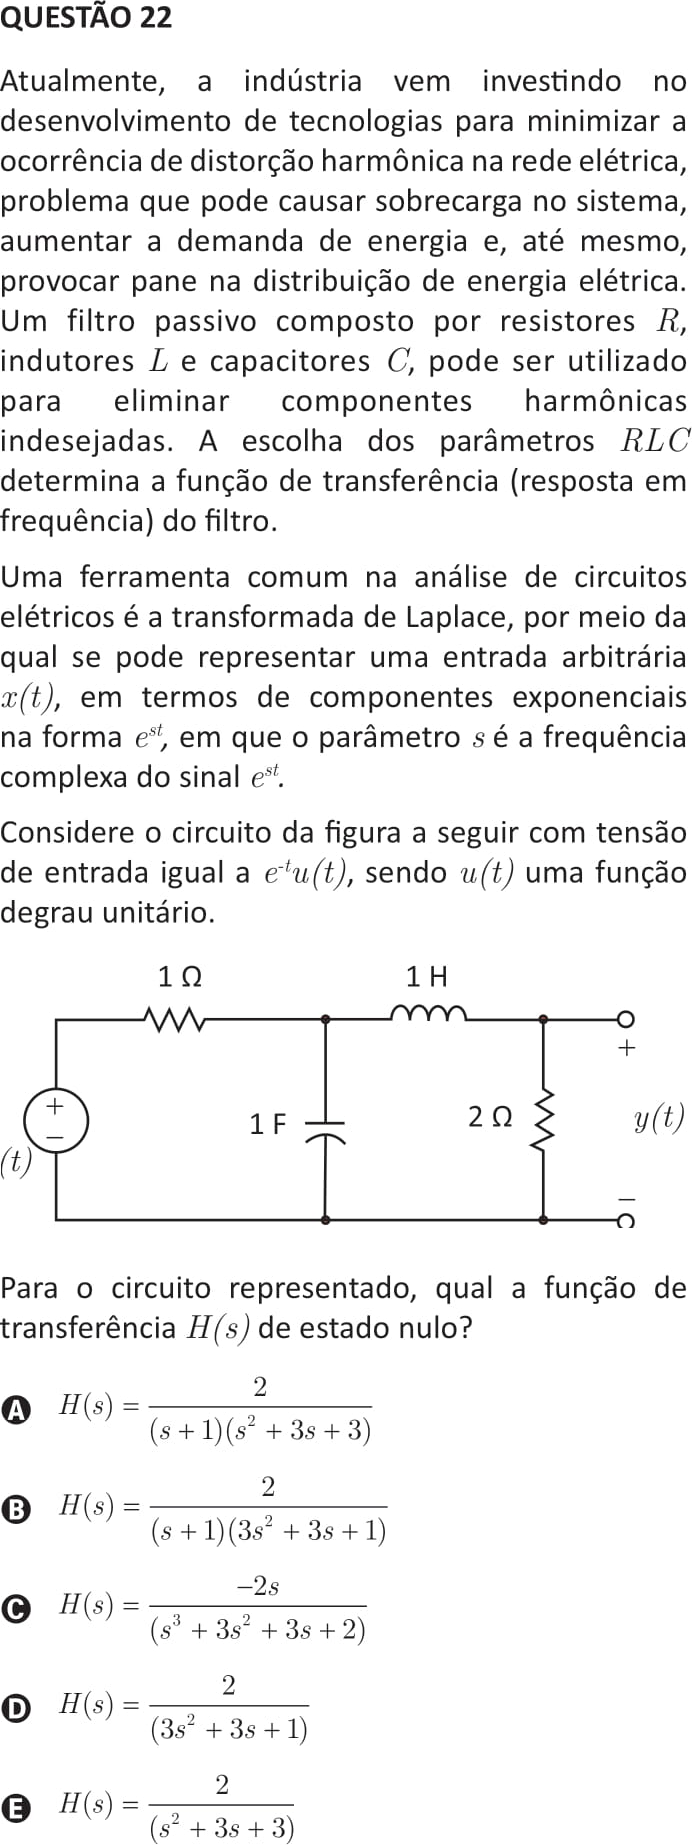 QUESTÃO 22
Atualmente, a indústria vem investindo no
desenvolvimento de tecnologias para minimizar a
ocorrência de distorção harmônica na rede elétrica,
problema que pode causar sobrecarga no sistema,
aumentar a demanda de energia e, até mesmo,
provocar pane na distribuição de energia elétrica.
Um filtro passivo composto por resistores R,
indutores L e capacitores C, pode ser utilizado
para eliminar componentes harmônicas
indesejadas. A escolha dos parâmetros RLC
determina a função de transferência (resposta em
frequência) do filtro.
Uma ferramenta comum na análise de circuitos
elétricos é a transformada de Laplace, por meio da
qual se pode representar uma entrada arbitrária
x(t), em termos de componentes exponenciais
na forma e^{st}, em que o parâmetro s é a frequência
complexa do sinal e^{st}.
Considere o circuito da figura a seguir com tensão
de entrada igual a e^{-t}u(t), sendo u(t) uma função
degrau unitário.
1 Ω 1 H
+
+
−
1 F 2 Ω y(t)
(t)
−
Para o circuito representado, qual a função de
transferência H(s) de estado nulo?
A H(s) = \frac{2}{(s + 1)(s^2 + 3s + 3)}
B H(s) = \frac{2}{(s + 1)(3s^2 + 3s + 1)}
C H(s) = \frac{-2s}{(s^3 + 3s^2 + 3s + 2)}
D H(s) = \frac{2}{(3s^2 + 3s + 1)}
E H(s) = \frac{2}{(s^2 + 3s + 3)}